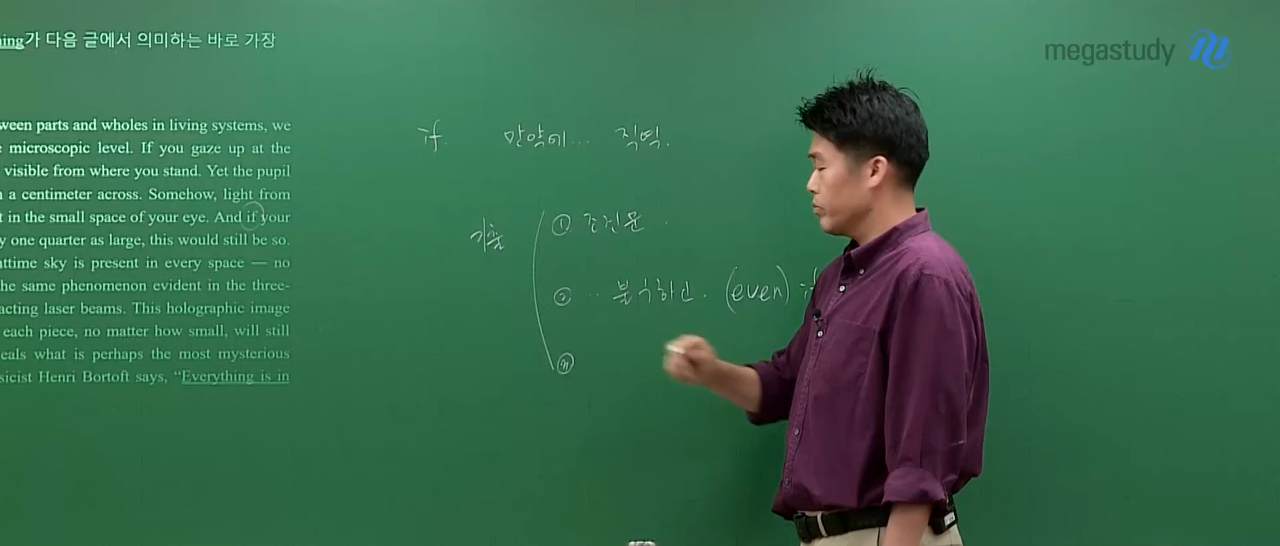 ning가 다음 글에서 의미하는 바로 가장
megastudy
ween parts and wholes in living systems, we
microscopic level. If you gaze up at the
visible from where you stand. Yet the pupil
a centimeter across. Somehow, light from
t in the small space of your eye. And if your
y one quarter as large, this would still be so.
ttime sky is present in every space — no
he same phenomenon evident in the three-
acting laser beams. This holographic image
each piece, no matter how small, will still
eals what is perhaps the most mysterious
sicist Henri Bortoft says, “Everything is in
if. 만약에... 직역.
기출
① 조건문
② .. 불구하고. (even) if